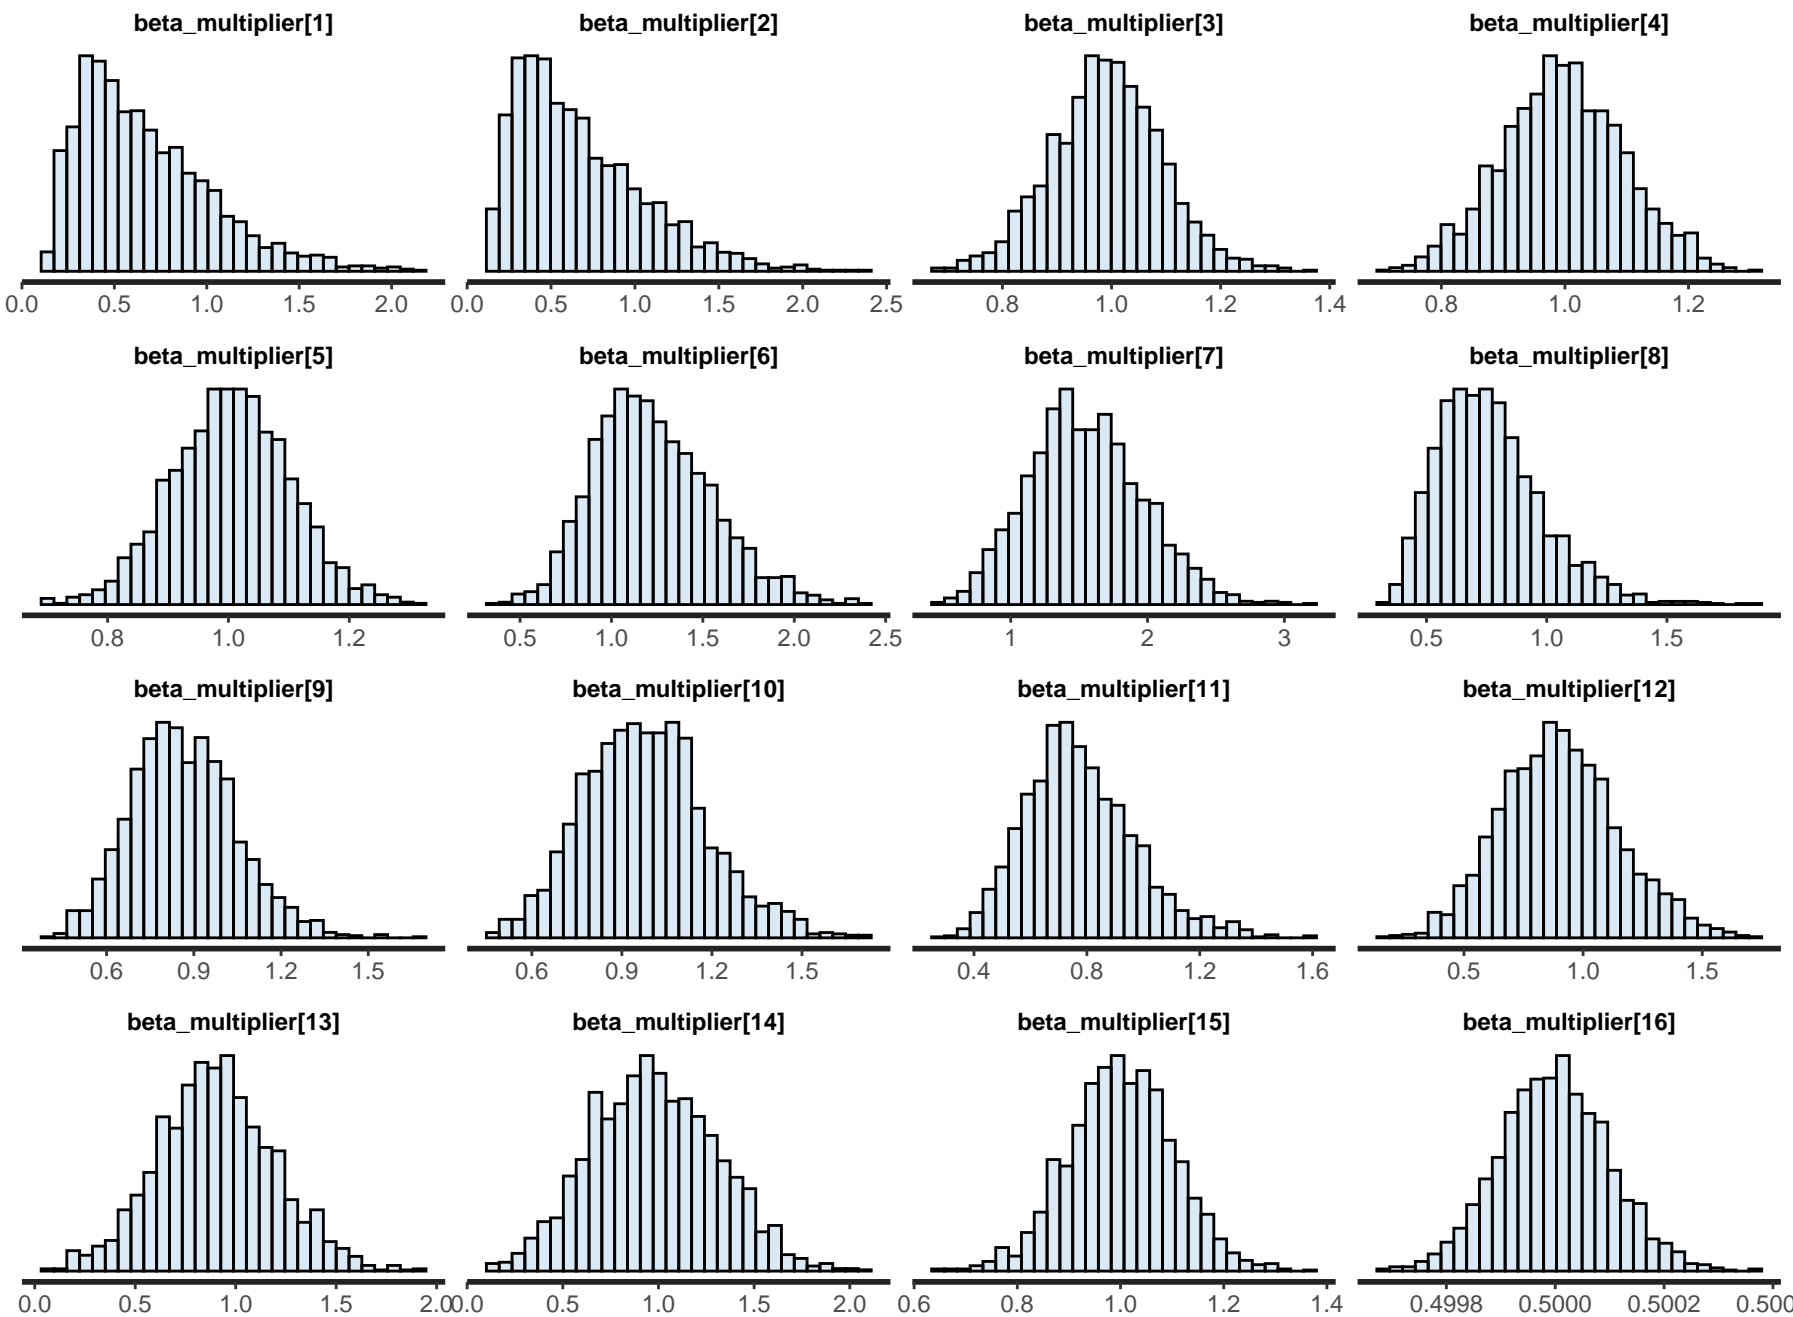 beta_multiplier[1] beta_multiplier[2] beta_multiplier[3] beta_multiplier[4]
0.0 0.5 1.0 1.5 2.0 0.0 0.5 1.0 1.5 2.0 2.5 0.8 1.0 1.2 1.4 0.8 1.0 1.2
beta_multiplier[5] beta_multiplier[6] beta_multiplier[7] beta_multiplier[8]
0.8 1.0 1.2 0.5 1.0 1.5 2.0 2.5 1 2 3 0.5 1.0 1.5
beta_multiplier[9] beta_multiplier[10] beta_multiplier[11] beta_multiplier[12]
0.6 0.9 1.2 1.5 0.6 0.9 1.2 1.5 0.4 0.8 1.2 1.6 0.5 1.0 1.5
beta_multiplier[13] beta_multiplier[14] beta_multiplier[15] beta_multiplier[16]
0.0 0.5 1.0 1.5 2.0 0.0 0.5 1.0 1.5 2.0 0.6 0.8 1.0 1.2 1.4 0.4998 0.5000 0.5002 0.500